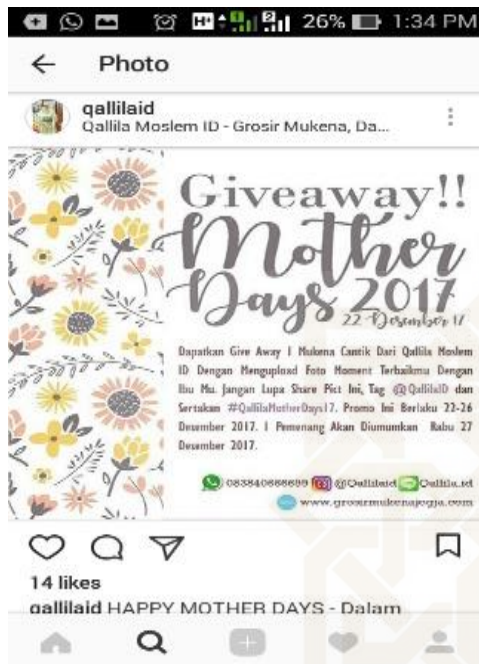 26% 1:34 PM
Photo
qallilaid
Qallila Moslem ID - Grosir Mukena, Da...
Giveaway!!
Mother
Days 2017
22 Desember 17
Dapatkan Give Away 1 Mukena Cantik Dari Qallila Moslem
ID Dengan Mengupload Foto Moment Terbaikmu Dengan
Ibu Mu. Jangan Lupa Share Pict Ini, Tag @QallilaID dan
Sertakan #QallilaMotherDays17. Promo Ini Berlaku 22-26
Desember 2017. 1 Pemenang Akan Diumumkan Rabu 27
Desember 2017.
@Qallilaid Qallila.id
www.grosirmukenajogja.com
14 likes
qallilaid HAPPY MOTHER DAYS - Dalam